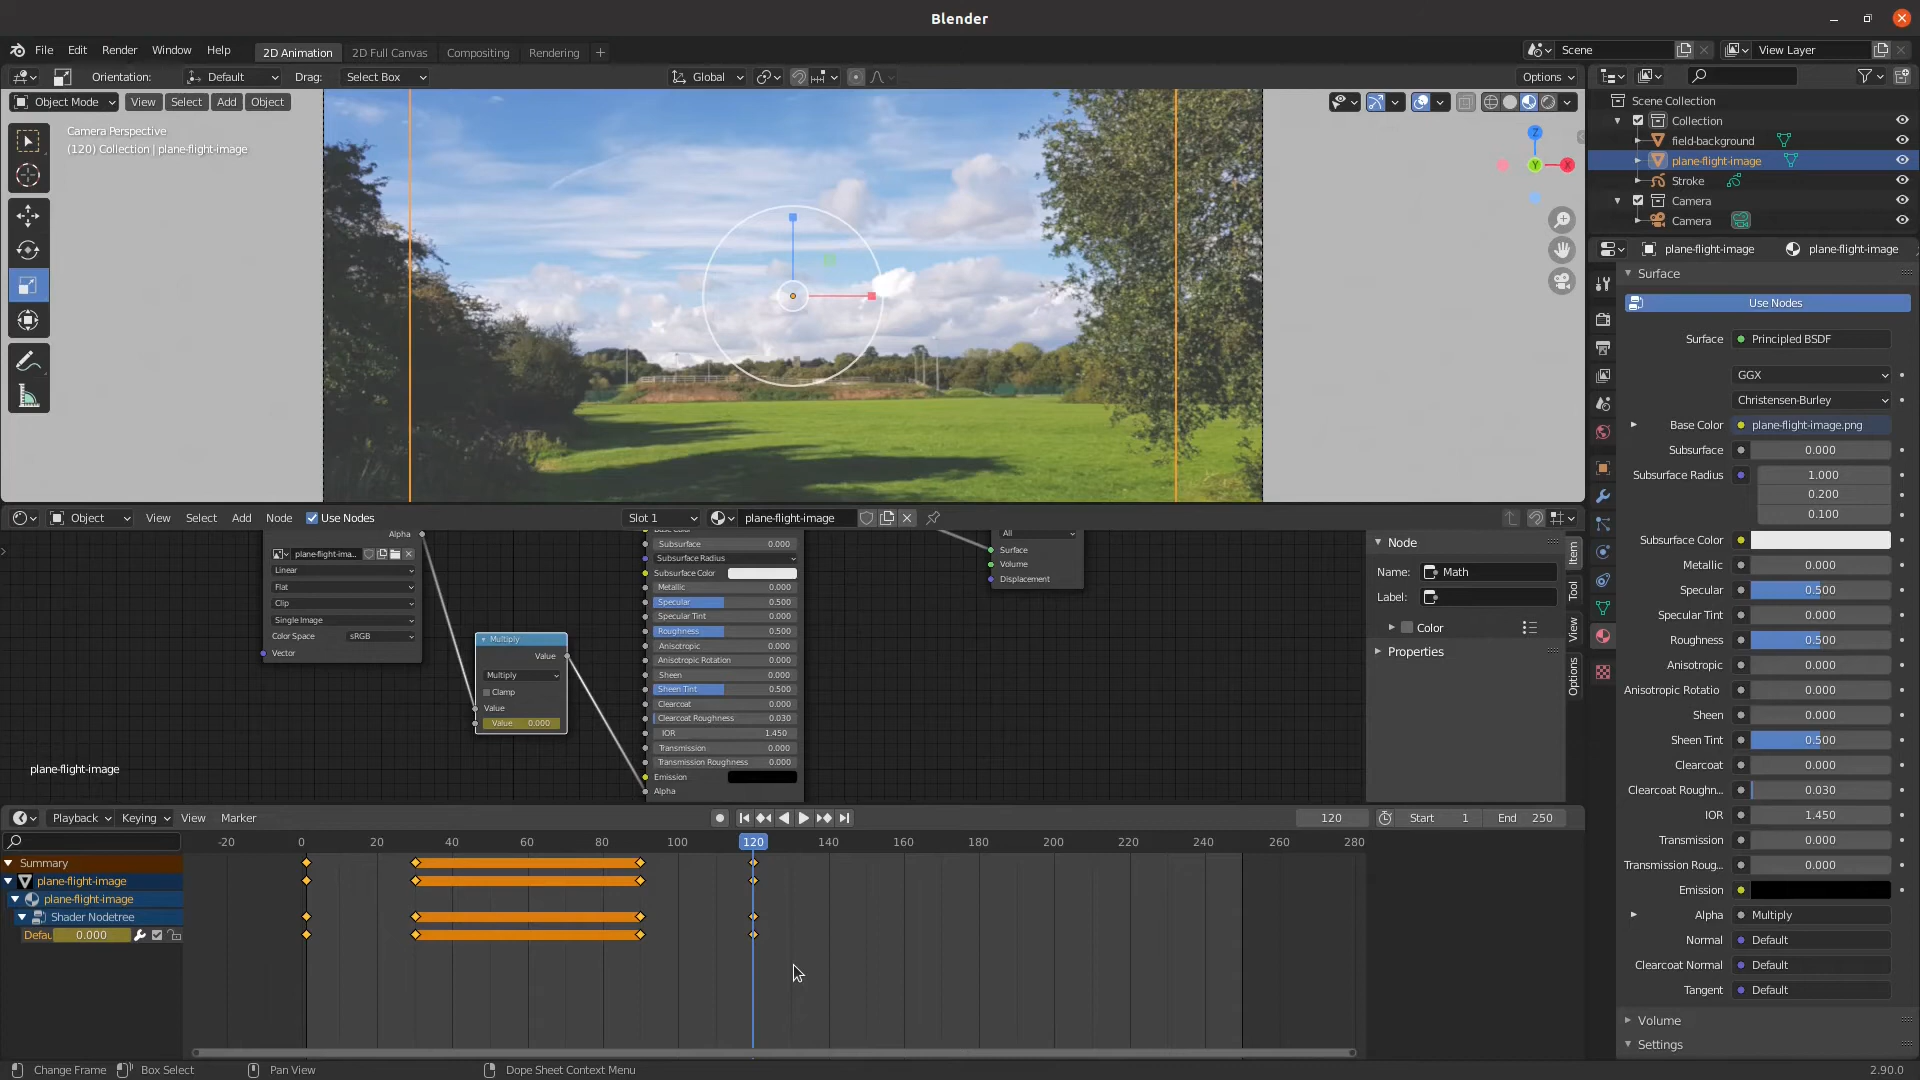 Blender
File Edit Render Window Help 2D Animation 2D Full Canvas Compositing Rendering + Scene View Layer
Orientation: Default Drag: Select Box Global Options
Object Mode View Select Add Object
Camera Perspective
(120) Collection | plane-flight-image
Z
Y
X
Scene Collection
Collection
field-background
plane-flight-image
Stroke
Camera
Camera
plane-flight-image plane-flight-image
Surface
Use Nodes
Surface Principled BSDF
GGX
Christensen-Burley
Base Color plane-flight-image.png
Subsurface 0.000
Subsurface Radius 1.000
0.200
0.100
Subsurface Color
Metallic 0.000
Specular 0.500
Specular Tint 0.000
Roughness 0.500
Anisotropic 0.000
Anisotropic Rotatio 0.000
Sheen 0.000
Sheen Tint 0.500
Clearcoat 0.000
Clearcoat Roughn... 0.030
IOR 1.450
Transmission 0.000
Transmission Roug... 0.000
Emission
Alpha Multiply
Normal Default
Clearcoat Normal Default
Tangent Default
Volume
Settings
Object View Select Add Node Use Nodes Slot 1 plane-flight-image
Alpha
plane-flight-ima...
Linear
Flat
Clip
Single Image
Color Space sRGB
Vector
Multiply
Value
Multiply
Clamp
Value
Value 0.000
Subsurface 0.000
Subsurface Radius
Subsurface Color
Metallic 0.000
Specular 0.500
Specular Tint 0.000
Roughness 0.500
Anisotropic 0.000
Anisotropic Rotation 0.000
Sheen 0.000
Sheen Tint 0.500
Clearcoat 0.000
Clearcoat Roughness 0.030
IOR 1.450
Transmission 0.000
Transmission Roughness 0.000
Emission
Alpha
All
Surface
Volume
Displacement
Node
Name: Math
Label:
Color
Properties
Item
Tool
View
Options
plane-flight-image
Playback Keying View Marker 120 Start 1 End 250
-20 0 20 40 60 80 100 120 140 160 180 200 220 240 260 280
Summary
plane-flight-image
plane-flight-image
Shader Nodetree
Defau 0.000
Change Frame Box Select Pan View Dope Sheet Context Menu 2.90.0